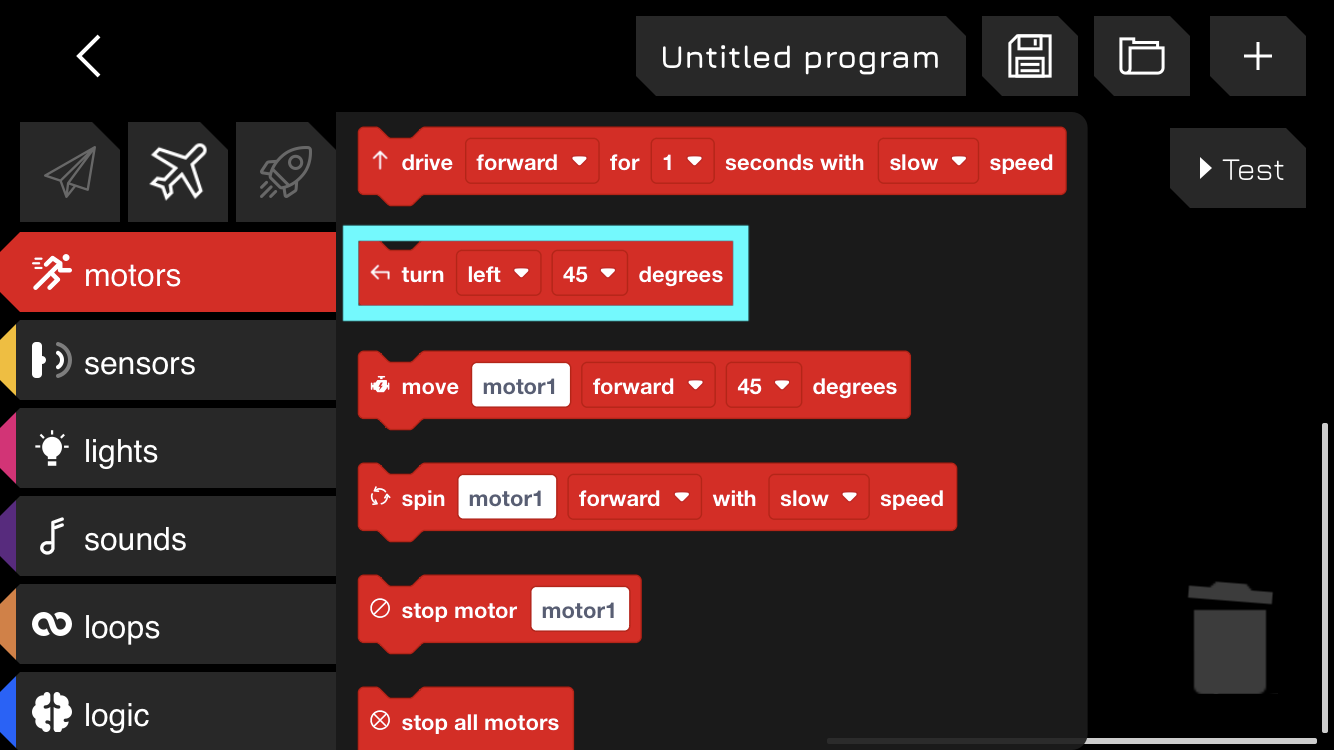 Untitled program
Test
motors
sensors
lights
sounds
loops
logic
drive forward for 1 seconds with slow speed
turn left 45 degrees
move motor1 forward 45 degrees
spin motor1 forward with slow speed
stop motor motor1
stop all motors